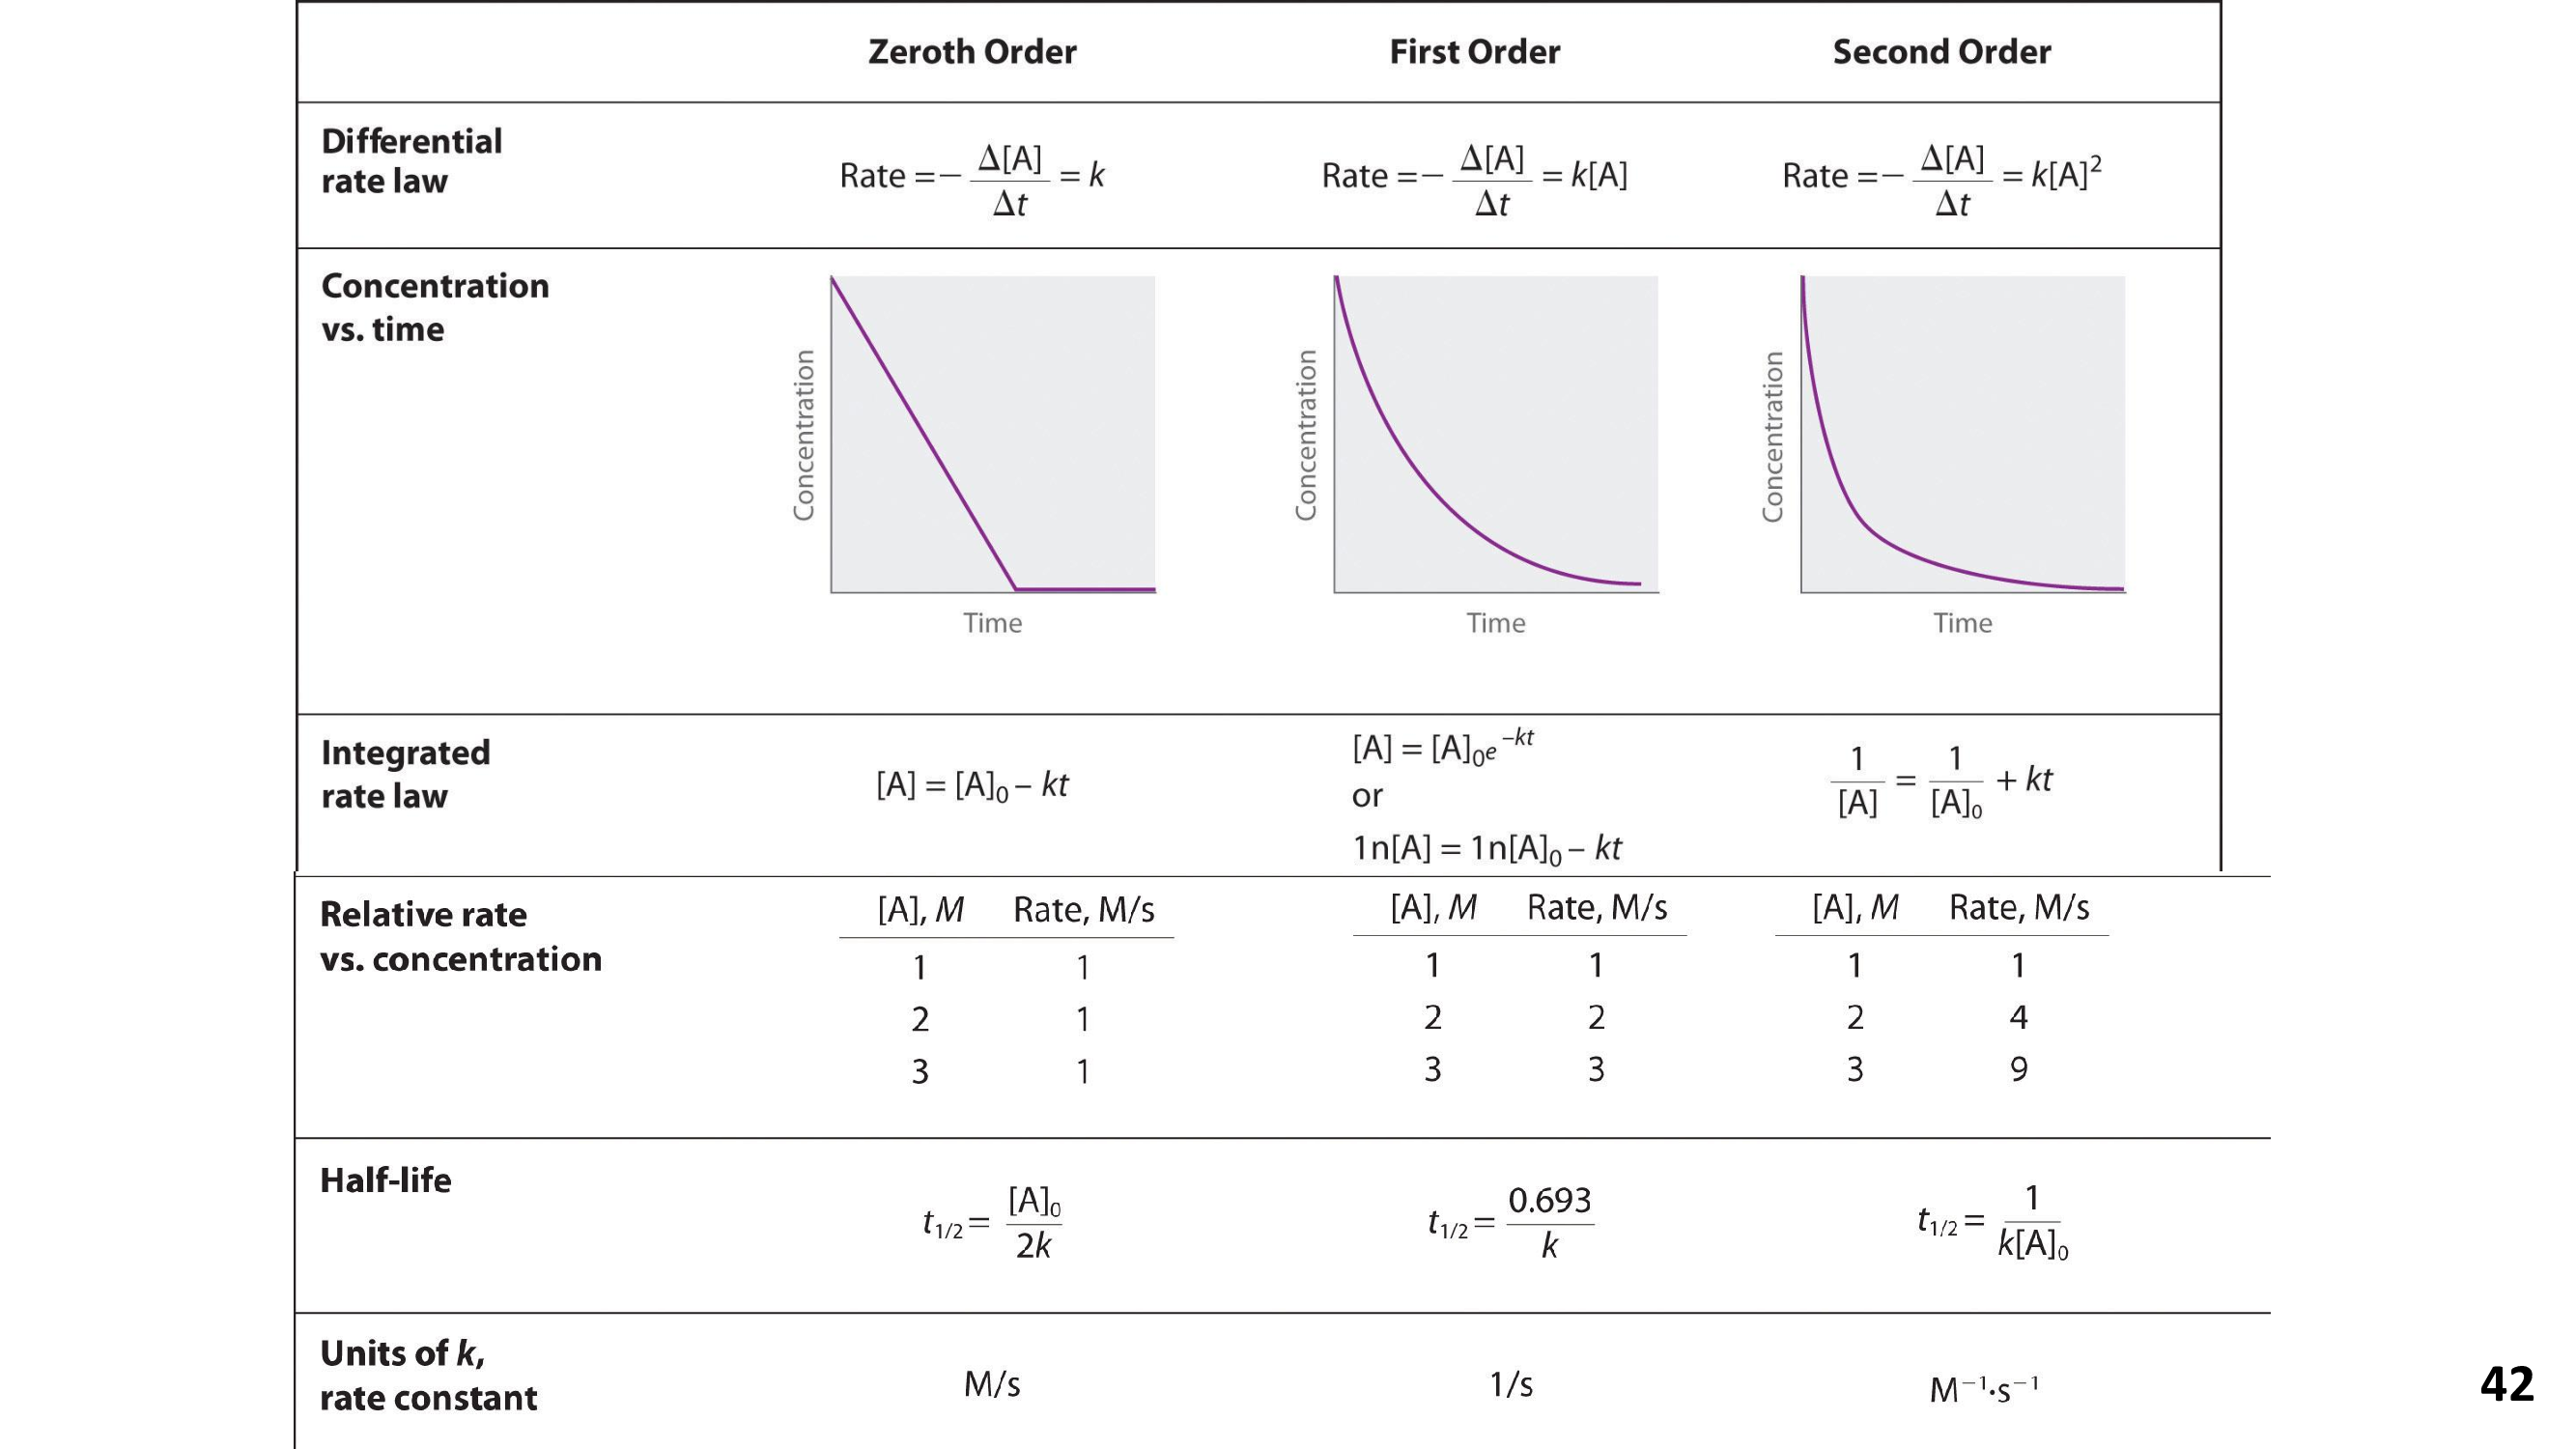 Zeroth Order First Order Second Order
Differential
rate law
Rate =− Δ[A]/Δt = k Rate =− Δ[A]/Δt = k[A] Rate =− Δ[A]/Δt = k[A]²
Concentration
vs. time
Concentration Concentration Concentration
Time Time Time
Integrated
rate law
[A] = [A]₀ – kt
[A] = [A]₀e⁻ᵏᵗ
or
1n[A] = 1n[A]₀ – kt
1/[A] = 1/[A]₀ + kt
Relative rate
vs. concentration
[A], M Rate, M/s [A], M Rate, M/s [A], M Rate, M/s
1 1 1 1 1 1
2 1 2 2 2 4
3 1 3 3 3 9
Half-life
t₁/₂ = [A]₀/2k t₁/₂ = 0.693/k t₁/₂ = 1/k[A]₀
Units of k,
rate constant
M/s 1/s M⁻¹·s⁻¹
42